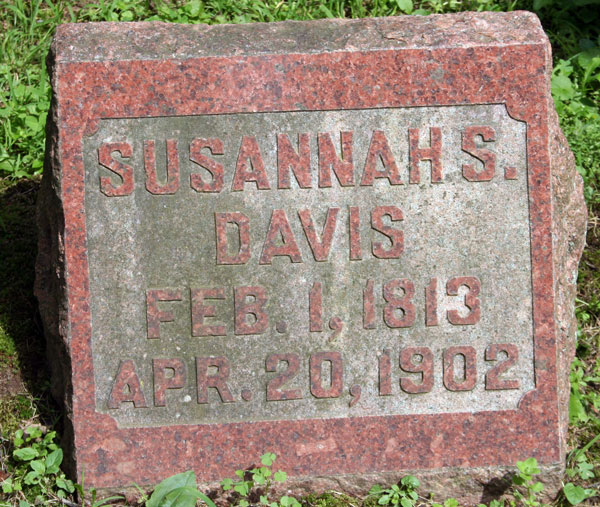 SUSANNAH S.
DAVIS
FEB. 1, 1813
APR. 20, 1902